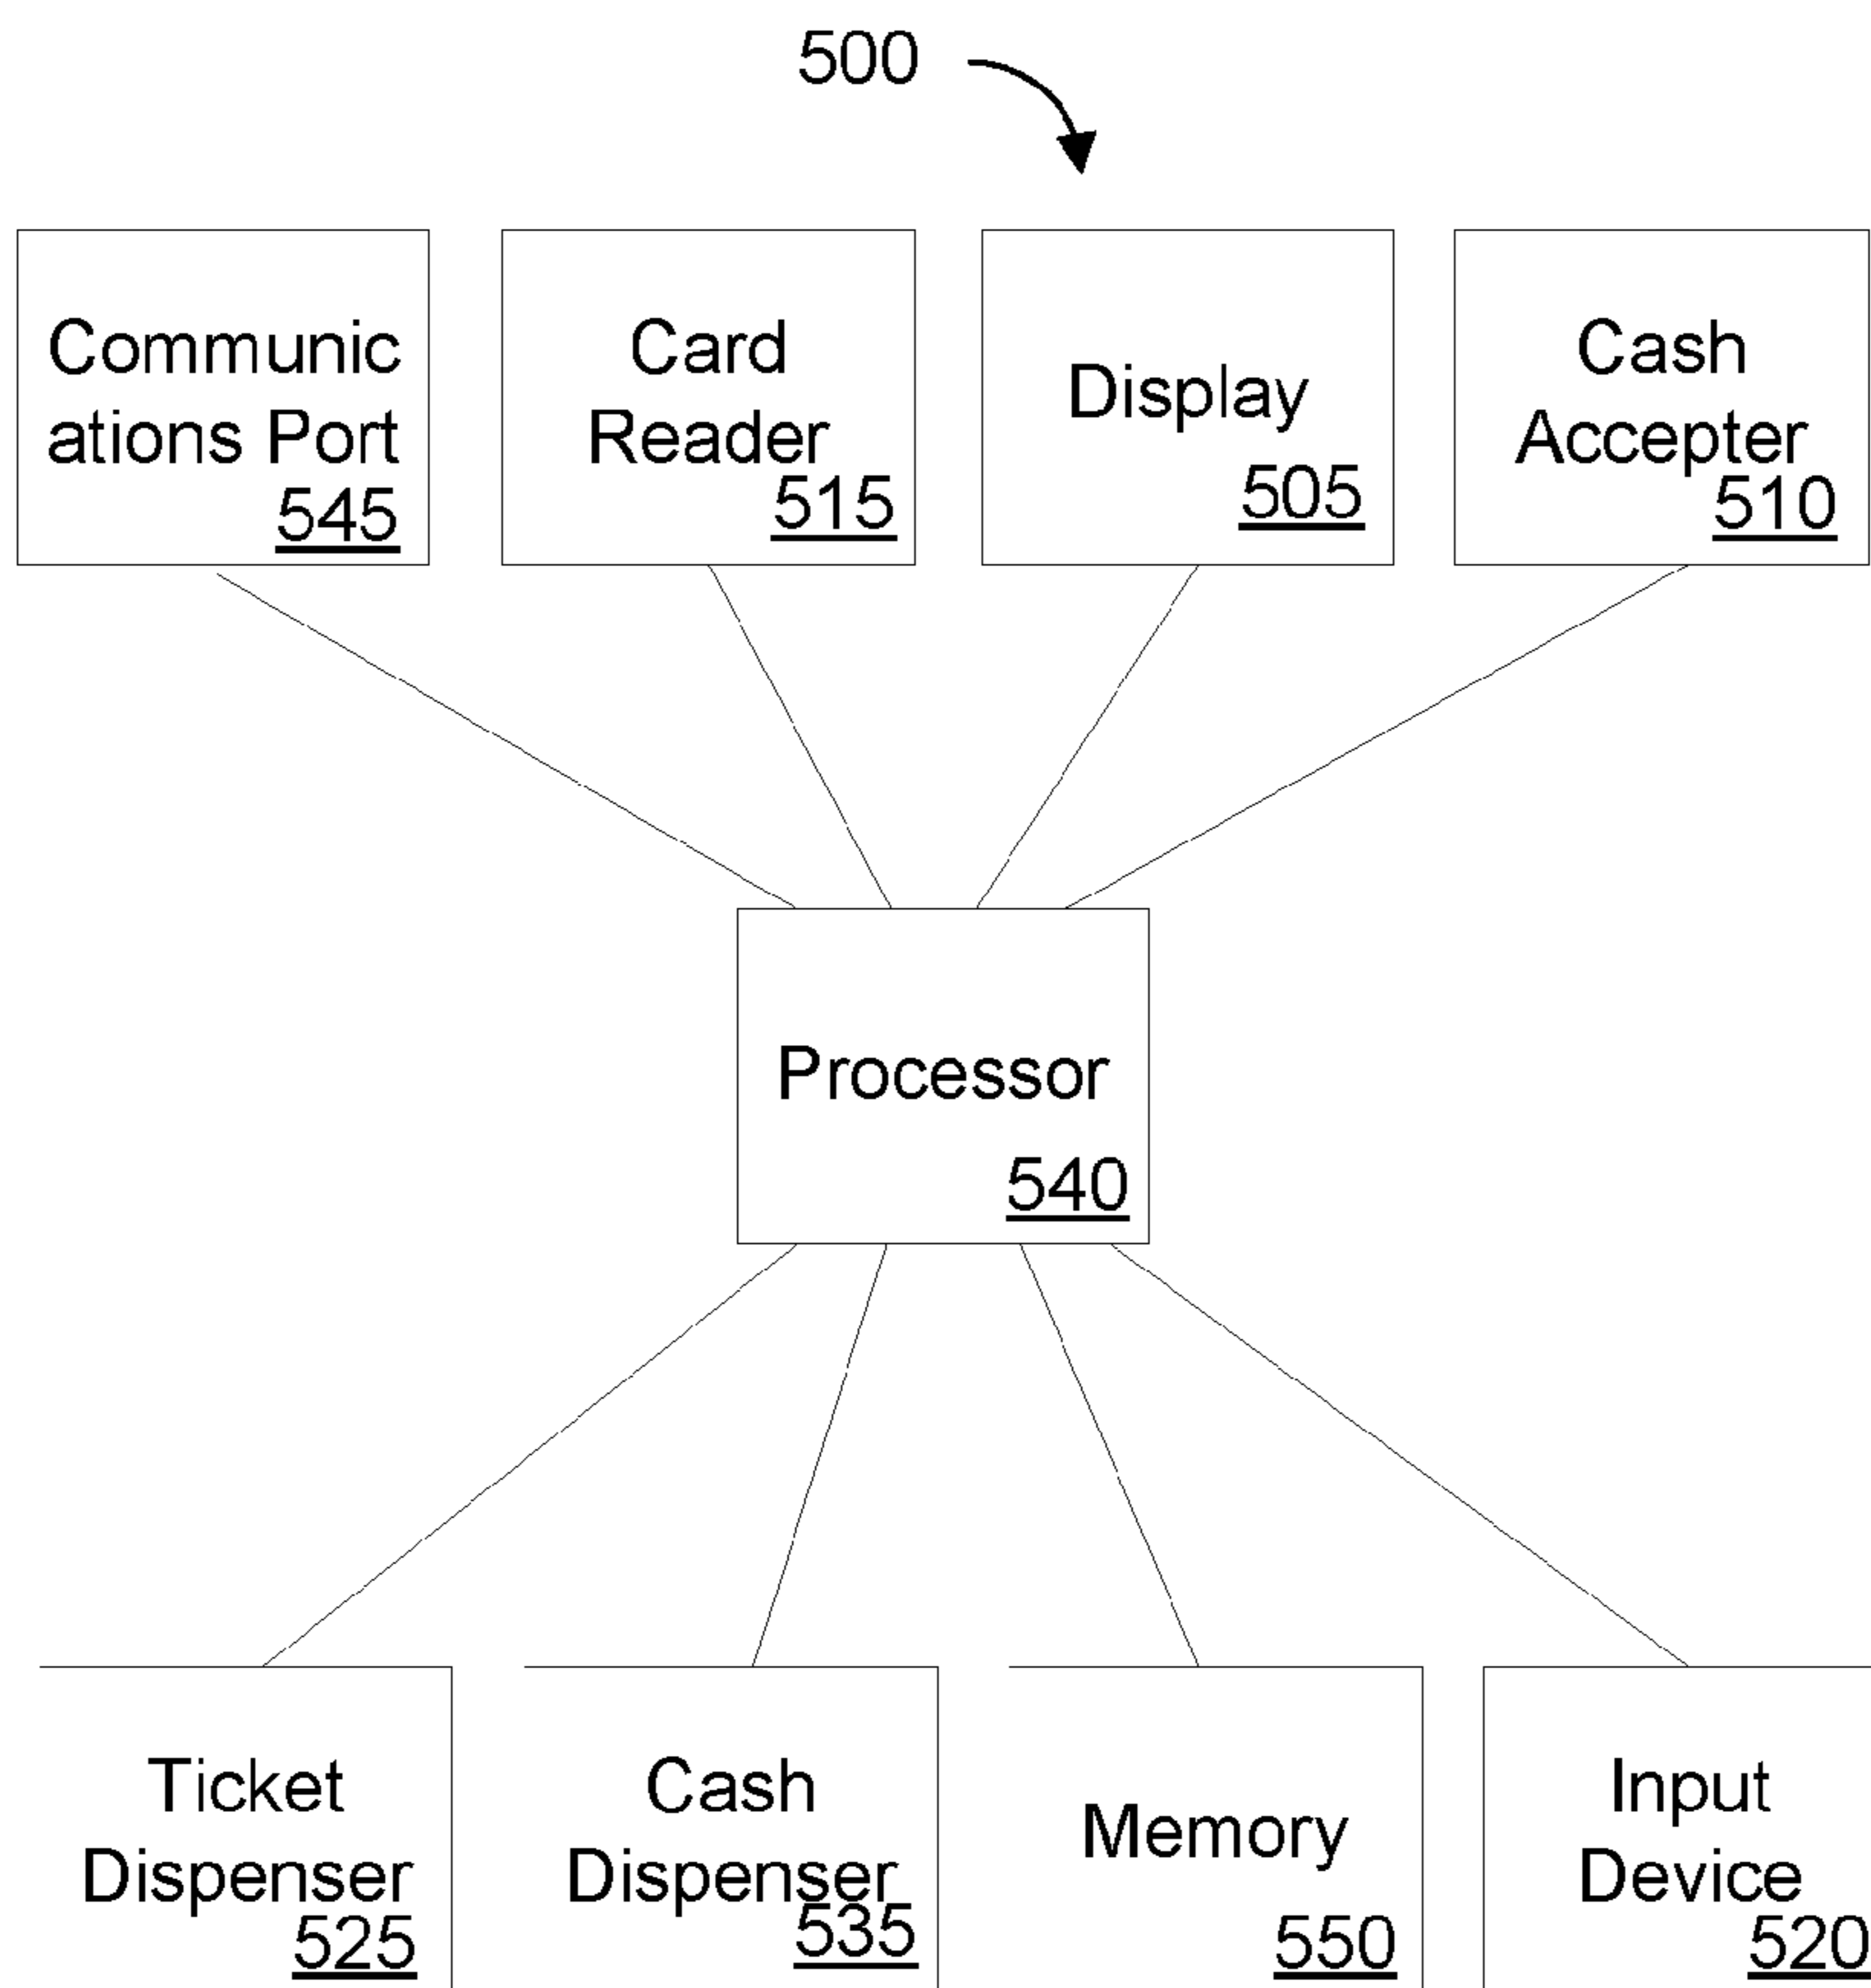 500
Communic
ations Port
545
Card
Reader
515
Display
505
Cash
Accepter
510
Processor
540
Ticket
Dispenser
525
Cash
Dispenser
535
Memory
550
Input
Device
520